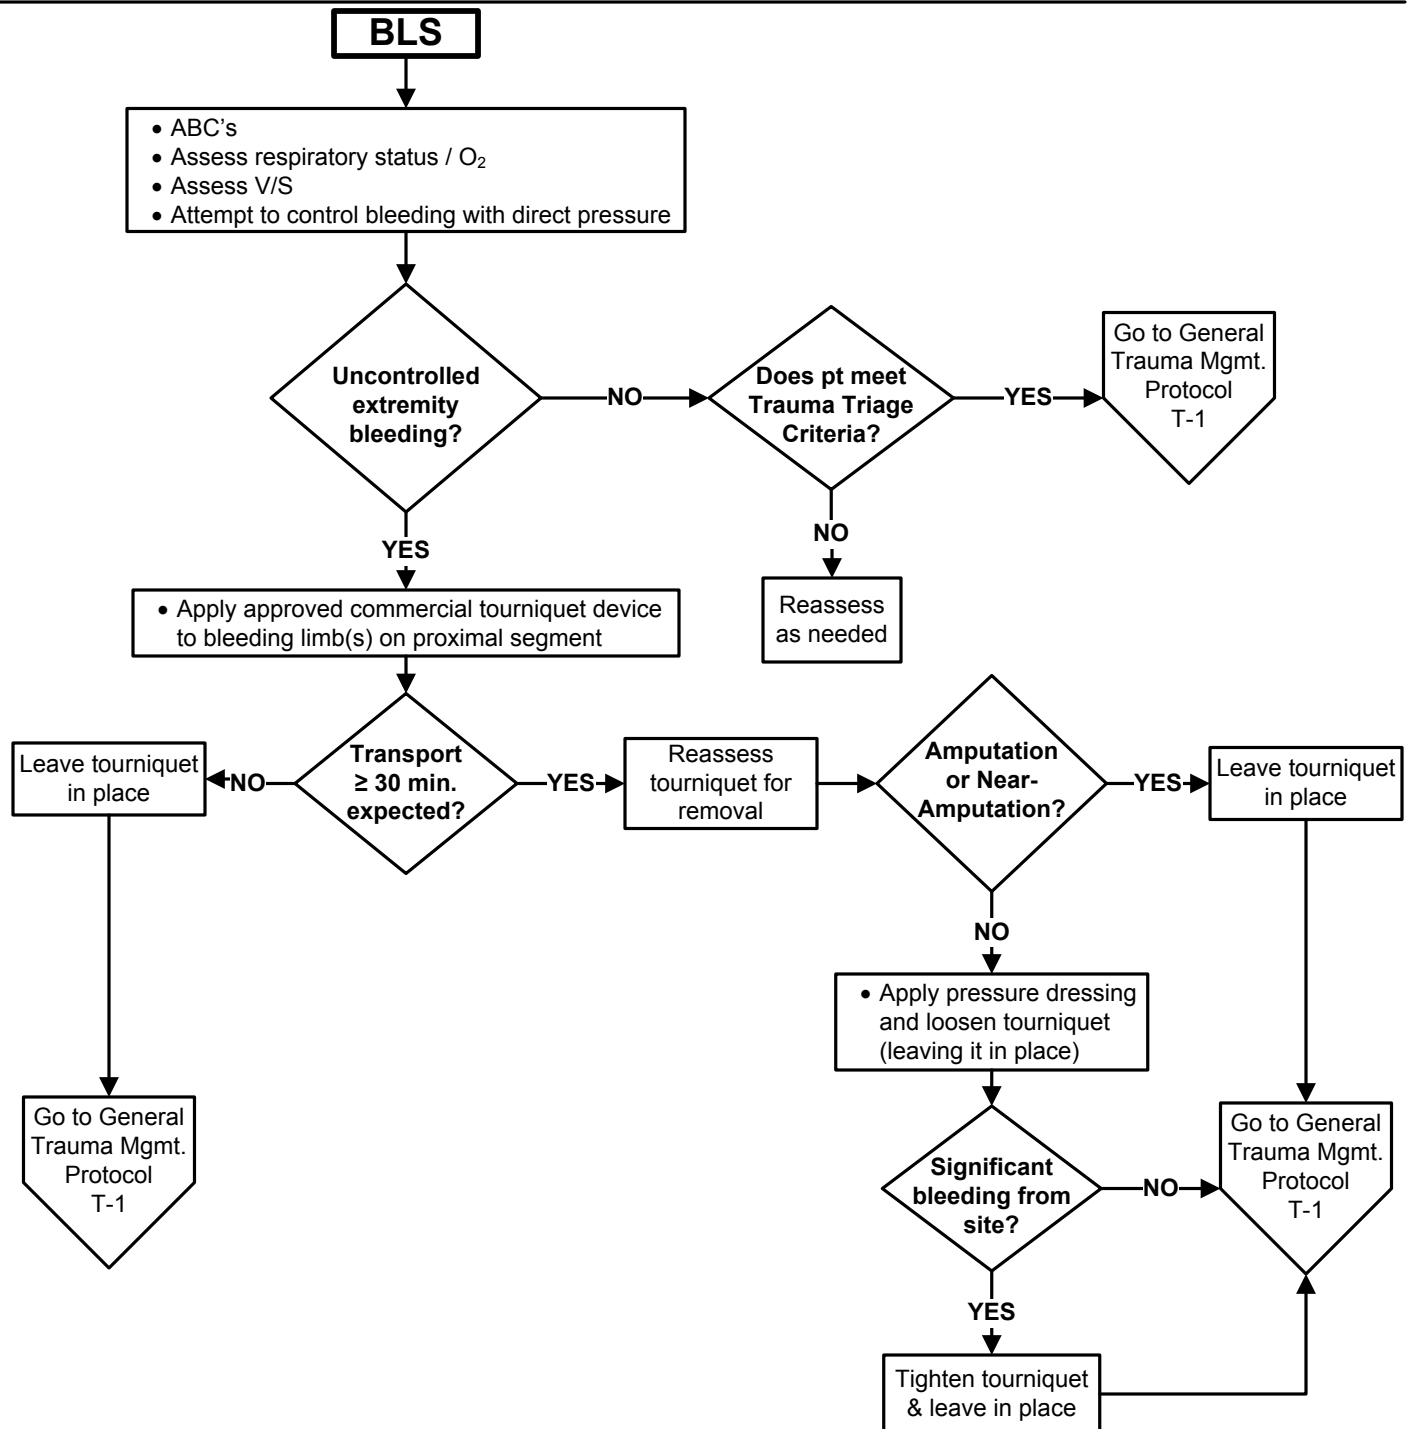 BLS
• ABC's
• Assess respiratory status / O₂
• Assess V/S
• Attempt to control bleeding with direct pressure
Uncontrolled
extremity
bleeding?
NO
Does pt meet
Trauma Triage
Criteria?
YES
Go to General
Trauma Mgmt.
Protocol
T-1
NO
Reassess
as needed
YES
• Apply approved commercial tourniquet device
to bleeding limb(s) on proximal segment
Transport
≥ 30 min.
expected?
NO
Leave tourniquet
in place
Go to General
Trauma Mgmt.
Protocol
T-1
YES
Reassess
tourniquet for
removal
Amputation
or Near-
Amputation?
YES
Leave tourniquet
in place
NO
• Apply pressure dressing
and loosen tourniquet
(leaving it in place)
Significant
bleeding from
site?
NO
Go to General
Trauma Mgmt.
Protocol
T-1
YES
Tighten tourniquet
& leave in place